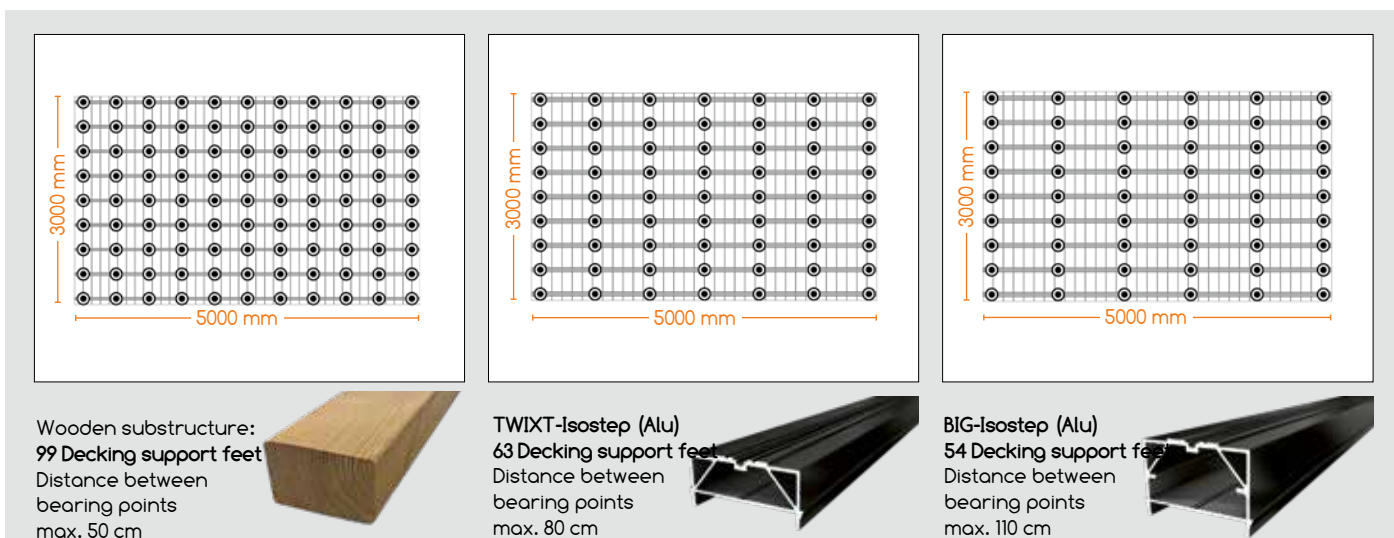 3000 mm
5000 mm
3000 mm
5000 mm
3000 mm
5000 mm
Wooden substructure:
99 Decking support feet
Distance between
bearing points
max. 50 cm
TWIXT-Isostep (Alu)
63 Decking support feet
Distance between
bearing points
max. 80 cm
BIG-Isostep (Alu)
54 Decking support feet
Distance between
bearing points
max. 110 cm